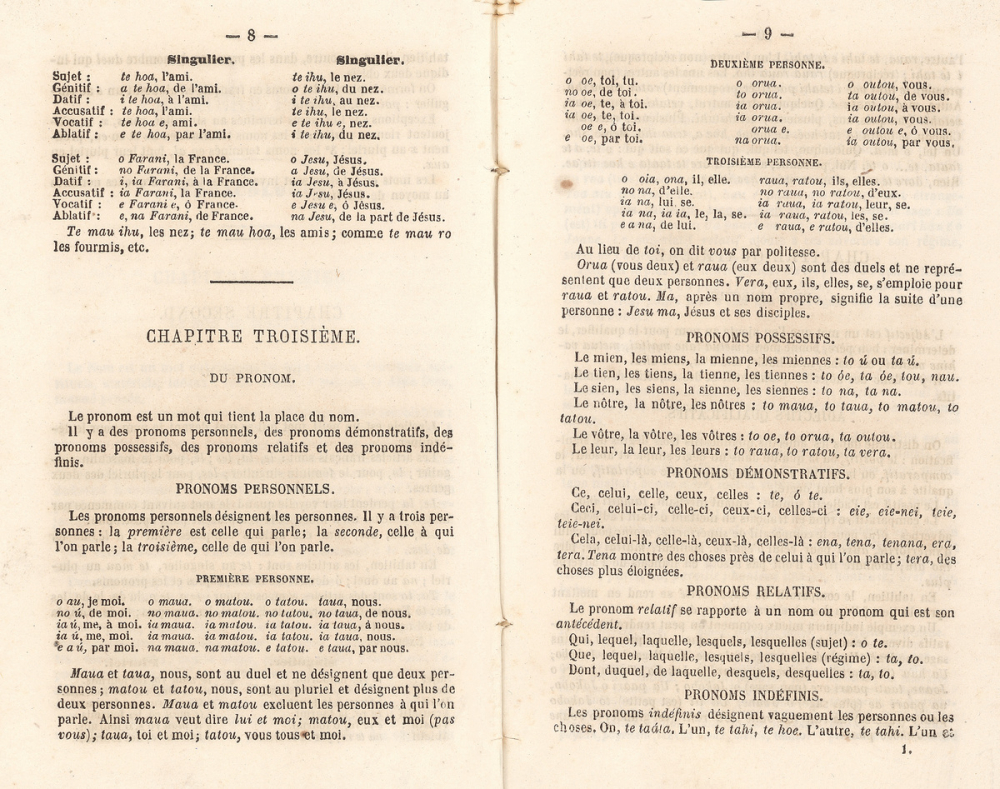 — 8 —
Singulier. Singulier.
Sujet : te hoa, l'ami. te ihu, le nez.
Génitif : a te hoa, de l'ami. o te ihu, du nez.
Datif : i te hoa, à l'ami. i te ihu, au nez.
Accusatif : te hoa, l'ami. te ihu, le nez.
Vocatif : te hoa e, ami. e te ihu e, nez.
Ablatif : e te hoa, par l'ami. i te ihu, du nez.
Sujet : o Farani, la France. o Jesu, Jésus.
Génitif : no Farani, de la France. a Jesu, de Jésus.
Datif : i, ia Farani, à la France. ia Jesu, à Jésus.
Accusatif : ia Farani, la France. ia Jesu, Jésus.
Vocatif : e Farani e, ô France. e Jesu e, ô Jésus.
Ablatif : e, na Farani, de France. na Jesu, de la part de Jésus.
Te mau ihu, les nez; te mau hoa, les amis; comme te mau ro
les fourmis, etc.
CHAPITRE TROISIÈME.
DU PRONOM.
Le pronom est un mot qui tient la place du nom.
Il y a des pronoms personnels, des pronoms démonstratifs, des
pronoms possessifs, des pronoms relatifs et des pronoms indé-
finis.
PRONOMS PERSONNELS.
Les pronoms personnels désignent les personnes. Il y a trois per-
sonnes : la première est celle qui parle; la seconde, celle à qui
l'on parle; la troisième, celle de qui l'on parle.
PREMIÈRE PERSONNE.
o au, je moi. o maua. o matou. o tatou. taua, nous.
no ú, de moi. no maua. no matou. no tatou. no taua, de nous.
ia ú, me, à moi. ia maua. ia matou. ia tatou. ia taua, à nous.
ia ú, me, moi. ia maua. ia matou. ia tatou. ia taua, nous.
e a ú, par moi. na maua. na matou. e tatou. e taua, par nous.
Maua et taua, nous, sont au duel et ne désignent que deux per-
sonnes; matou et tatou, nous, sont au pluriel et désignent plus de
deux personnes. Maua et matou excluent les personnes à qui l'on
parle. Ainsi maua veut dire lui et moi; matou, eux et moi (pas
vous); taua, toi et moi; tatou, vous tous et moi.
— 9 —
DEUXIÈME PERSONNE.
o oe, toi, tu. o orua. o outou, vous.
no oe, de toi. to orua. ta outou, de vous.
ia oe, te, à toi. ia orua. ia outou, à vous.
ia oe, te, toi. ia orua. ia outou, vous.
oe e, ô toi. orua e. e outou e, ô vous.
e oe, par toi. na orua. ia outou, par vous.
TROISIÈME PERSONNE.
o oia, ona, il, elle. raua, ratou, ils, elles.
no na, d'elle. no raua, no ratou, d'eux.
ia na, lui, se. ia raua, ia ratou, leur, se.
ia na, ia ia, le, la, se. ia raua, ratou, les, se.
e a na, de lui. e raua, e ratou, d'elles.
Au lieu de toi, on dit vous par politesse.
Orua (vous deux) et raua (eux deux) sont des duels et ne repré-
sentent que deux personnes. Vera, eux, ils, elles, se, s'emploie pour
raua et ratou. Ma, après un nom propre, signifie la suite d'une
personne : Jesu ma, Jésus et ses disciples.
PRONOMS POSSESSIFS.
Le mien, les miens, la mienne, les miennes : to ú ou ta ú.
Le tien, les tiens, la tienne, les tiennes : to óe, ta óe, tou, nau.
Le sien, les siens, la sienne, les siennes : to na, ta na.
Le nôtre, la nôtre, les nôtres : to maua, to taua, to matou, to
tatou.
Le vôtre, la vôtre, les vôtres : to oe, to orua, ta outou.
Le leur, la leur, les leurs : to raua, to ratou, ta vera.
PRONOMS DÉMONSTRATIFS.
Ce, celui, celle, ceux, celles : te, ó te.
Ceci, celui-ci, celle-ci, ceux-ci, celles-ci : eie, eie-nei, teie,
teie-nei.
Cela, celui-là, celle-là, ceux-là, celles-là : ena, tena, tenana, era,
tera. Tena montre des choses près de celui à qui l'on parle; tera, des
choses plus éloignées.
PRONOMS RELATIFS.
Le pronom relatif se rapporte à un nom ou pronom qui est son
antécédent.
Qui, lequel, laquelle, lesquels, lesquelles (sujet) : o te.
Que, lequel, laquelle, lesquels, lesquelles (régime) : ta, to.
Dont, duquel, de laquelle, desquels, desquelles : ta, to.
PRONOMS INDÉFINIS.
Les pronoms indéfinis désignent vaguement les personnes ou les
choses. On, te taáta. L'un, te tahi, te hoe. L'autre, te tahi. L'un et
1.